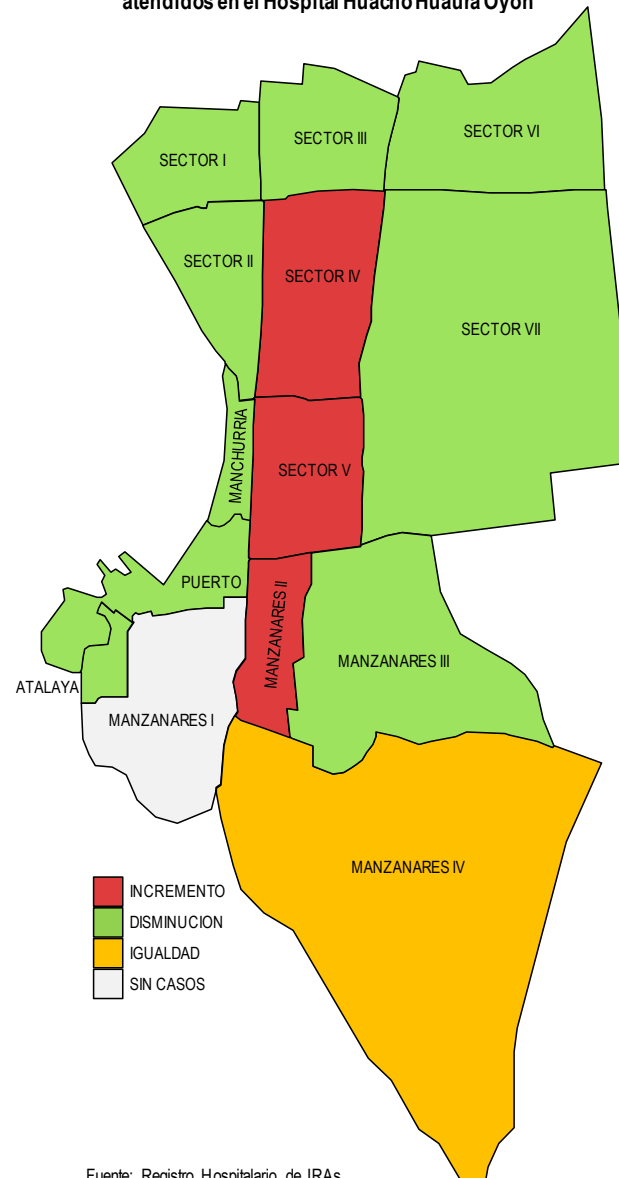 atendidos en el Hospital Huacho Huaura Oyon
SECTOR I
SECTOR III
SECTOR VI
SECTOR II
SECTOR IV
SECTOR VII
MANCHURRIA
SECTOR V
PUERTO
MANZANARES II
MANZANARES III
ATALAYA
MANZANARES I
MANZANARES IV
INCREMENTO
DISMINUCION
IGUALDAD
SIN CASOS
Fuente: Registro Hospitalario de IRAs